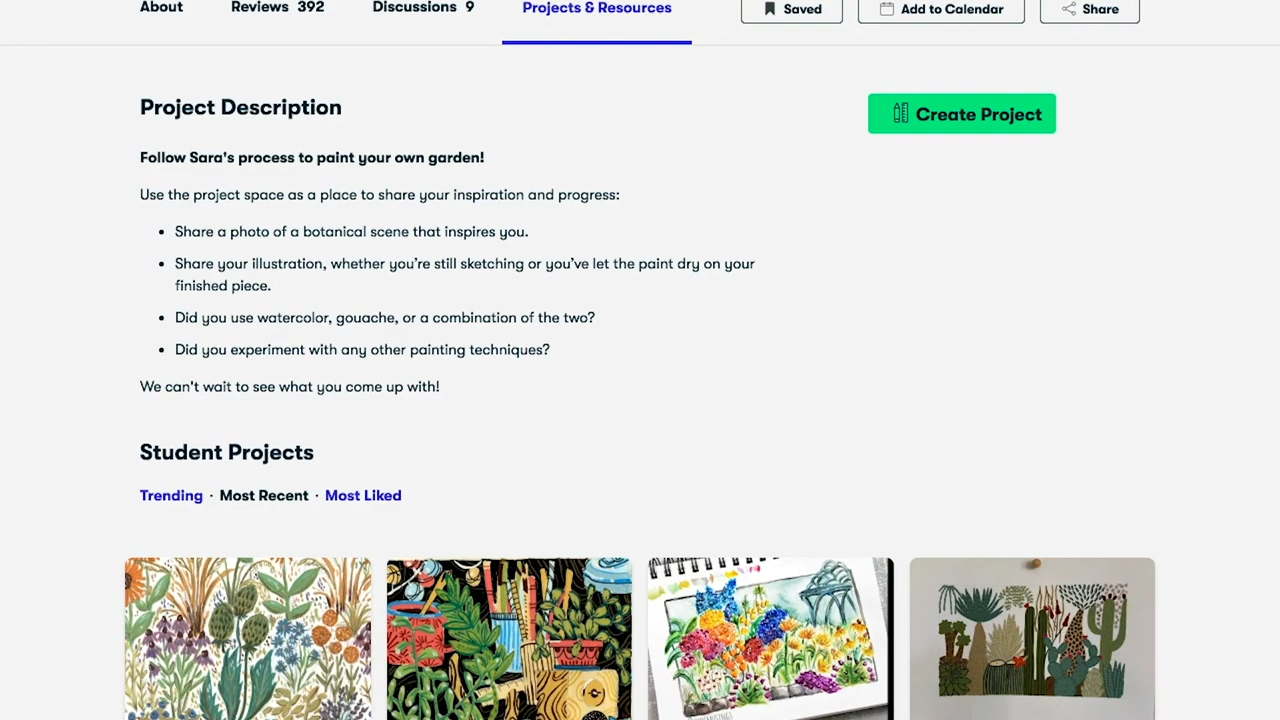 About Reviews 392 Discussions 9 Projects & Resources Saved Add to Calendar Share
Project Description
Create Project
Follow Sara's process to paint your own garden!
Use the project space as a place to share your inspiration and progress:
• Share a photo of a botanical scene that inspires you.
• Share your illustration, whether you're still sketching or you've let the paint dry on your
finished piece.
• Did you use watercolor, gouache, or a combination of the two?
• Did you experiment with any other painting techniques?
We can't wait to see what you come up with!
Student Projects
Trending · Most Recent · Most Liked